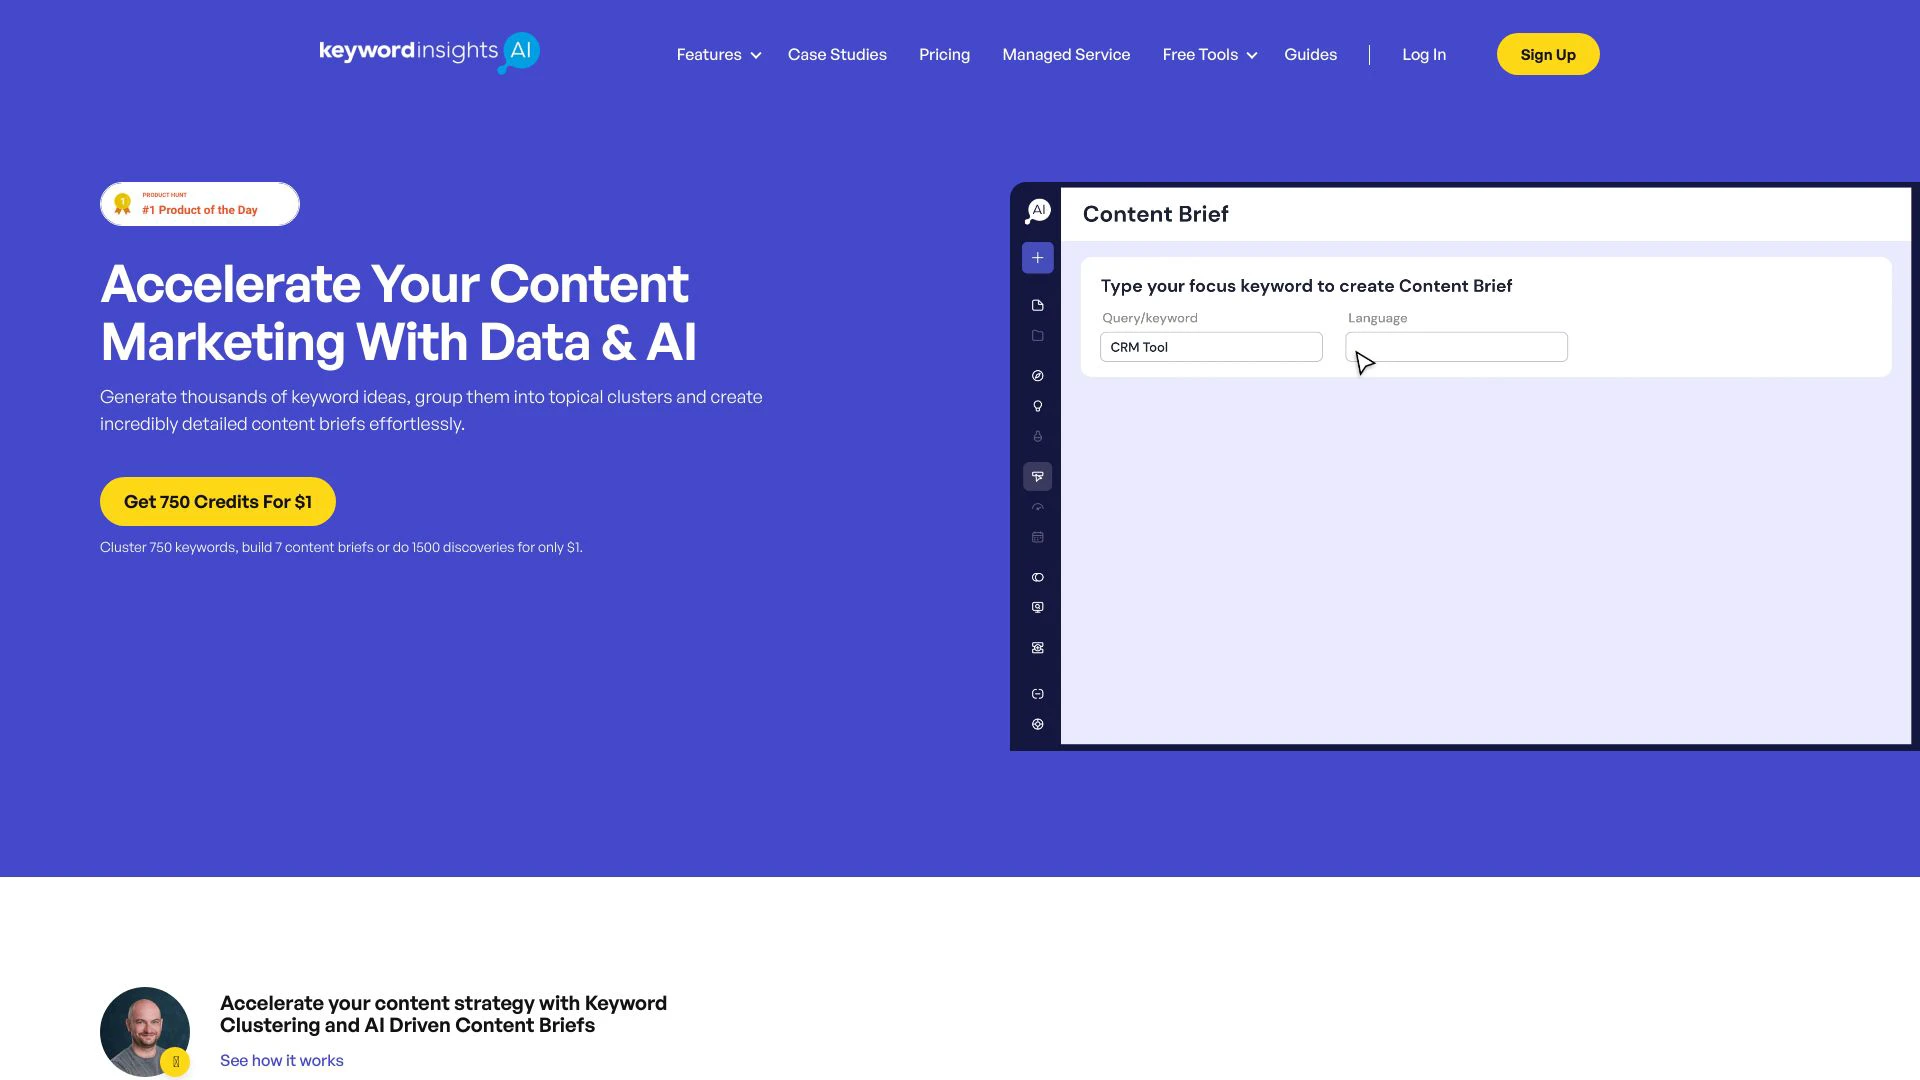 keywordinsights AI
Features
Case Studies
Pricing
Managed Service
Free Tools
Guides
Log In
Sign Up
PRODUCT HUNT
1
#1 Product of the Day
Accelerate Your Content
Marketing With Data & AI
Generate thousands of keyword ideas, group them into topical clusters and create
incredibly detailed content briefs effortlessly.
Get 750 Credits For $1
Cluster 750 keywords, build 7 content briefs or do 1500 discoveries for only $1.
AI
Content Brief
Type your focus keyword to create Content Brief
Query/keyword
Language
CRM Tool
Accelerate your content strategy with Keyword
Clustering and AI Driven Content Briefs
See how it works